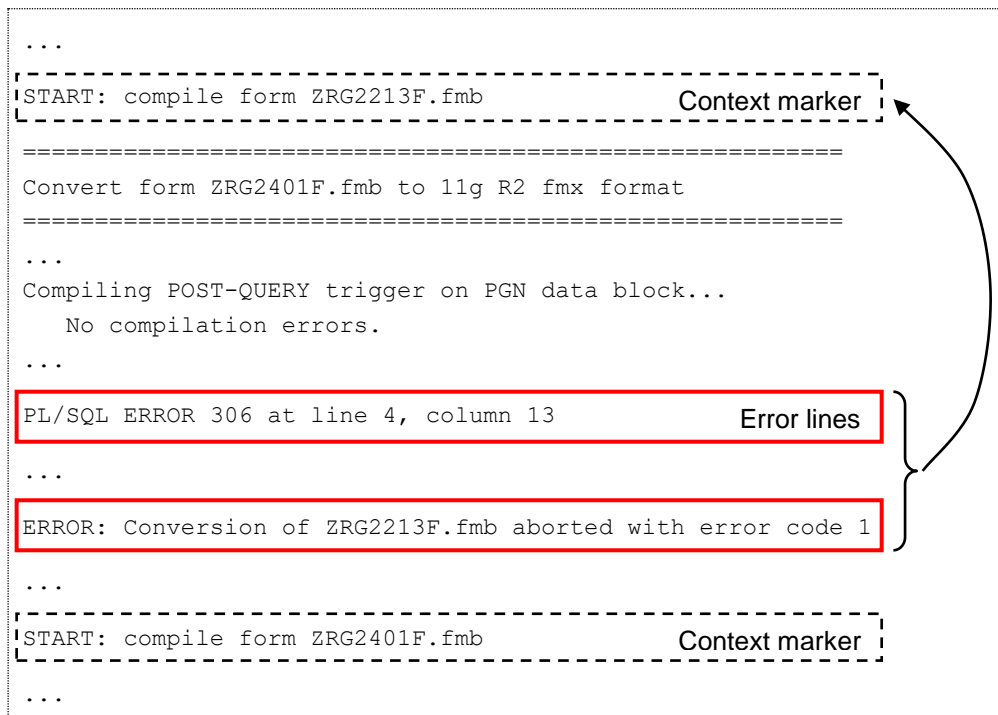 ...
START: compile form ZRG2213F.fmb Context marker
=========================================================
Convert form ZRG2401F.fmb to 11g R2 fmx format
=========================================================
...
Compiling POST-QUERY trigger on PGN data block...
No compilation errors.
...
PL/SQL ERROR 306 at line 4, column 13 Error lines
...
ERROR: Conversion of ZRG2213F.fmb aborted with error code 1
...
START: compile form ZRG2401F.fmb Context marker
...